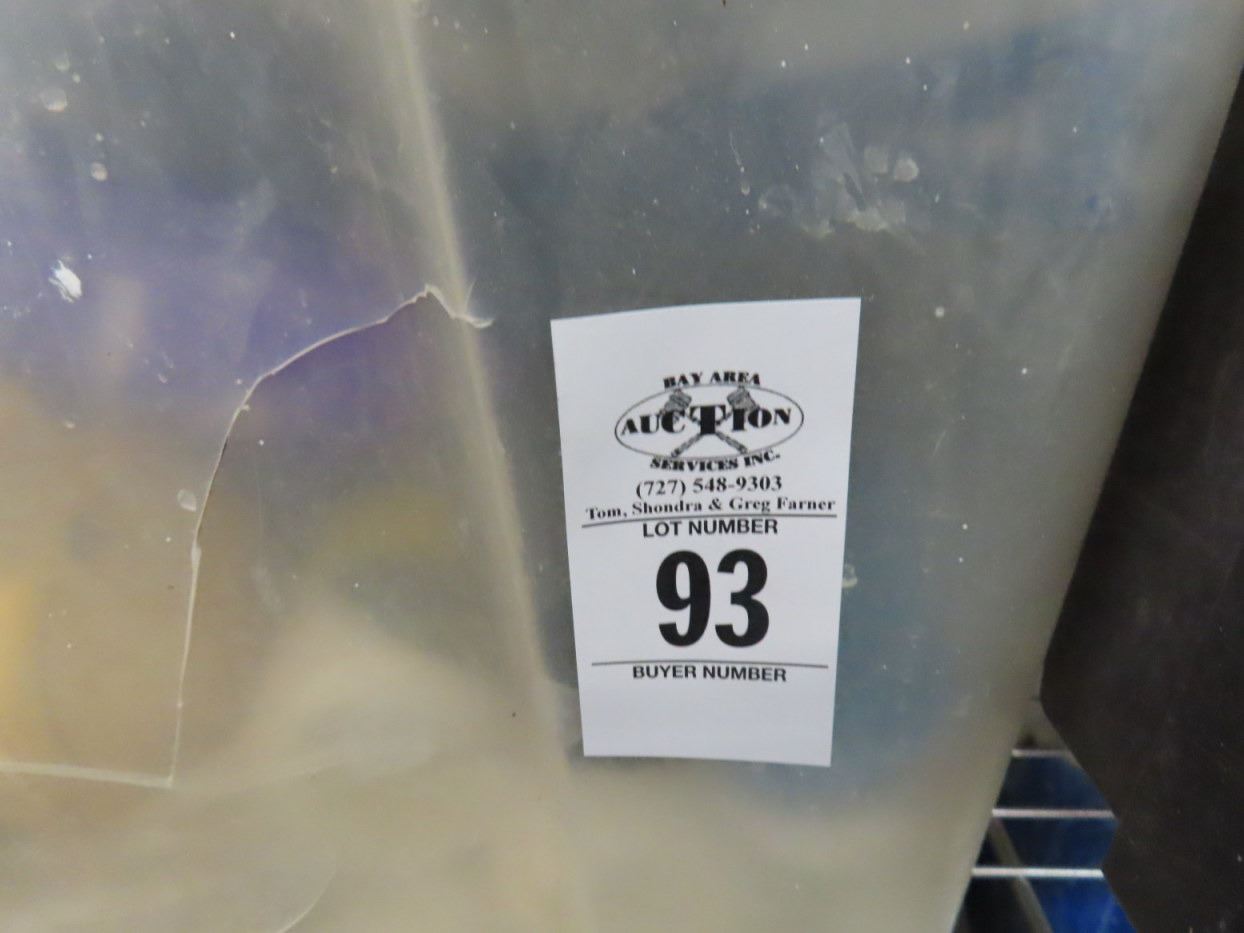 BAY AREA
AUCTION
SERVICES INC.
(727) 548-9303
Tom, Shondra & Greg Farner
LOT NUMBER
93
BUYER NUMBER